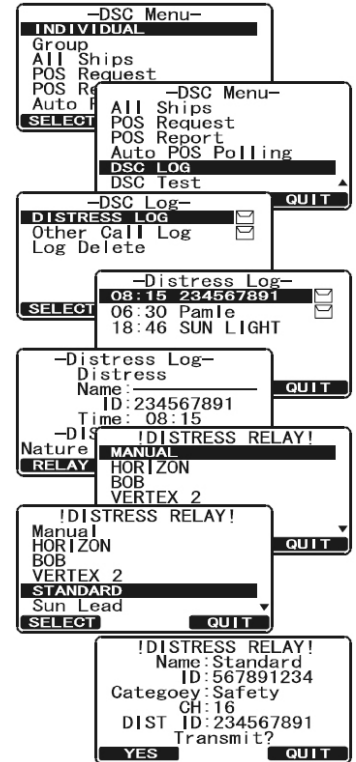 –DSC Menu–
INDIVIDUAL
Group
All Ships
POS Request
POS Re
Auto
SELECT
–DSC Menu–
All Ships
POS Request
POS Report
Auto POS Polling
DSC LOG
DSC Test
QUIT
–DSC Log–
DISTRESS LOG
Other Call Log
Log Delete
SELECT
–Distress Log–
08:15 234567891
06:30 Pamle
18:46 SUN LIGHT
QUIT
–Distress Log–
Distress
Name:
ID:234567891
Time: 08:15
–DIS
Nature
RELAY
!DISTRESS RELAY!
MANUAL
HORIZON
BOB
VERTEX 2
QUIT
!DISTRESS RELAY!
Manual
HORIZON
BOB
VERTEX 2
STANDARD
Sun Lead
SELECT QUIT
!DISTRESS RELAY!
Name:Standard
ID:567891234
Categoey:Safety
CH:16
DIST ID:234567891
Transmit?
YES QUIT